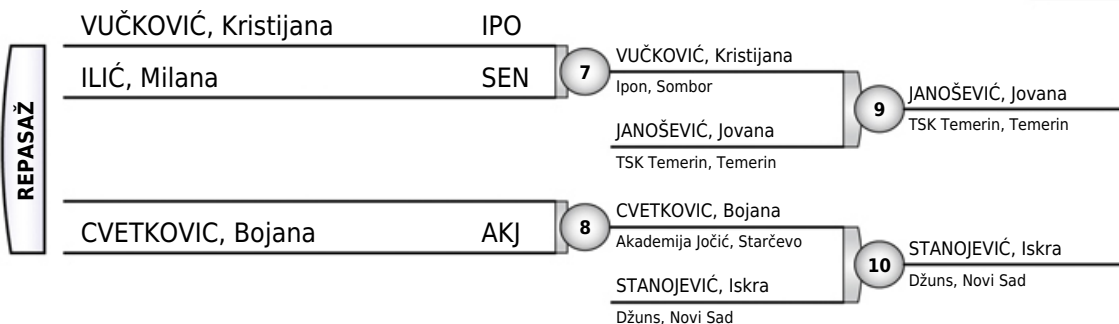 REPASAŽ
VUČKOVIĆ, Kristijana IPO
ILIĆ, Milana SEN
7
VUČKOVIĆ, Kristijana
Ipon, Sombor
JANOŠEVIĆ, Jovana
TSK Temerin, Temerin
9
JANOŠEVIĆ, Jovana
TSK Temerin, Temerin
CVETKOVIC, Bojana AKJ
8
CVETKOVIC, Bojana
Akademija Jočić, Starčevo
STANOJEVIĆ, Iskra
Džuns, Novi Sad
10
STANOJEVIĆ, Iskra
Džuns, Novi Sad